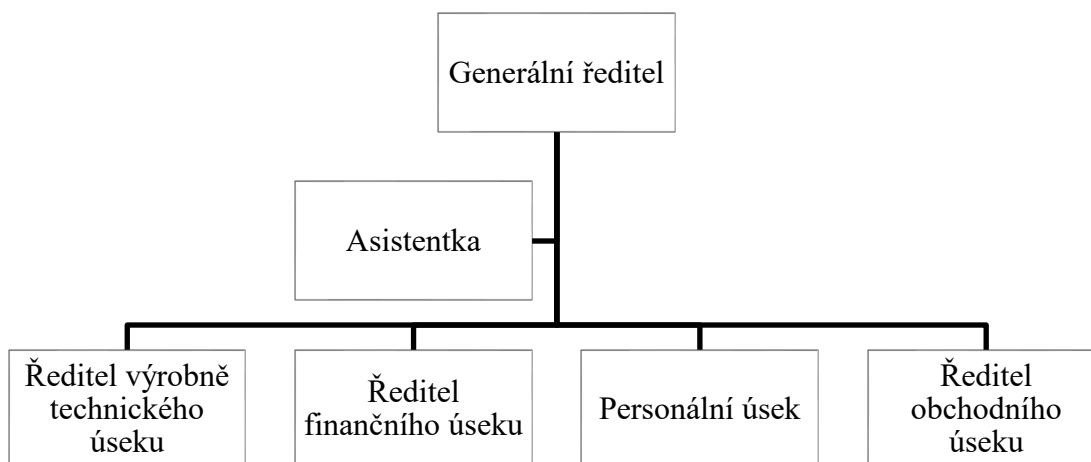 Generální ředitel
Asistentka
Ředitel výrobně
technického
úseku
Ředitel
finančního úseku
Personální úsek
Ředitel
obchodního
úseku